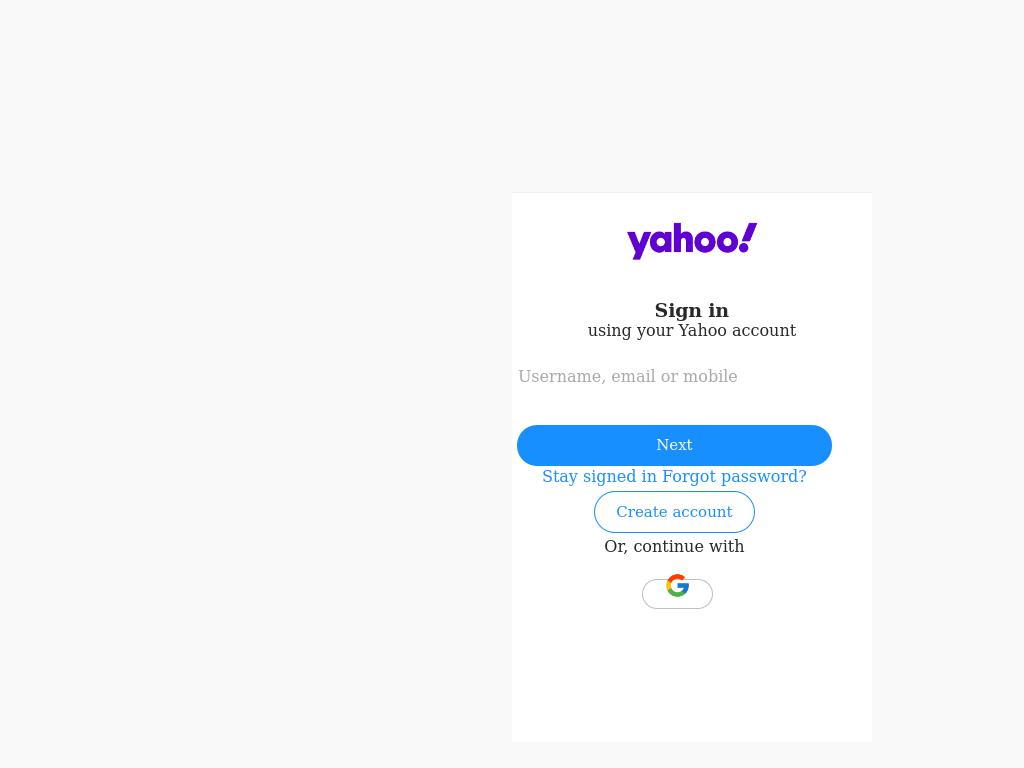 yahoo!
Sign in
using your Yahoo account
Username, email or mobile
Next
Stay signed in Forgot password?
Create account
Or, continue with